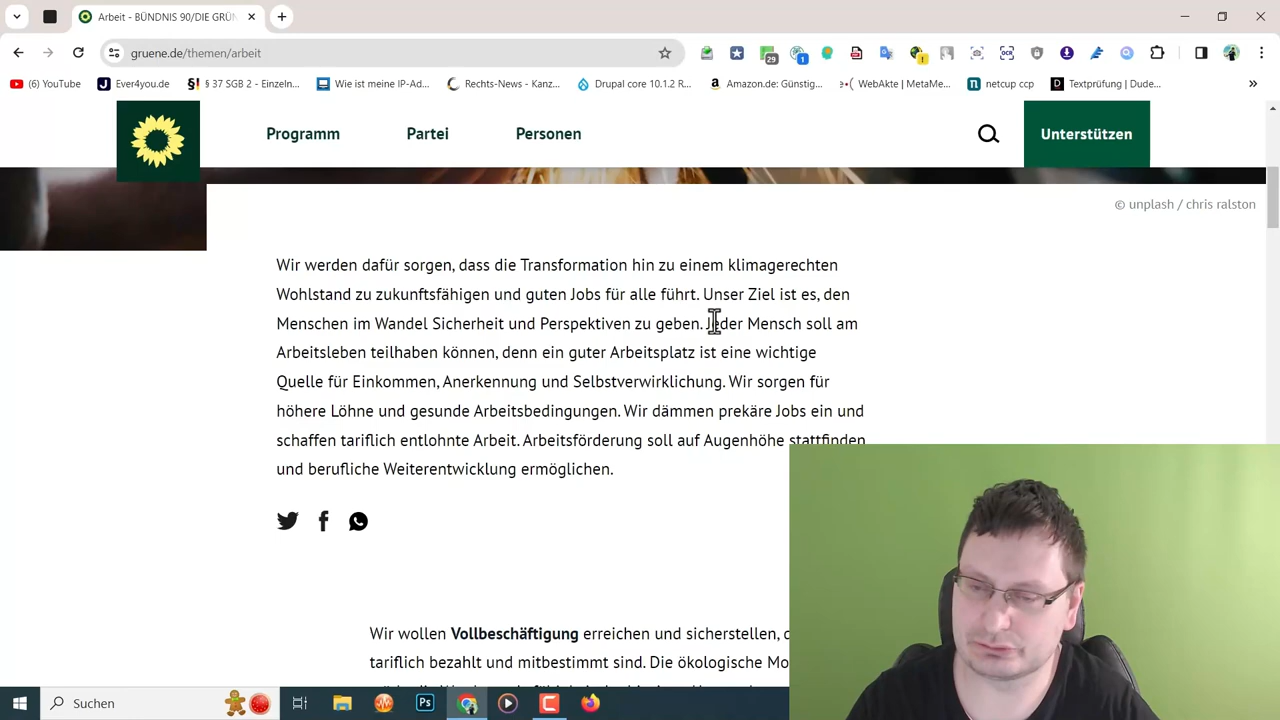 Arbeit - BÜNDNIS 90/DIE GRÜN
gruene.de/themen/arbeit
29
1
(6) YouTube
Ever4you.de
§ 37 SGB 2 - Einzeln...
Wie ist meine IP-Ad...
Rechts-News - Kanz...
Drupal core 10.1.2 R...
Amazon.de: Günstig...
WebAkte | MetaMe...
netcup ccp
Textprüfung | Dude...
Programm
Partei
Personen
Unterstützen
© unplash / chris ralston
Wir werden dafür sorgen, dass die Transformation hin zu einem klimagerechten
Wohlstand zu zukunftsfähigen und guten Jobs für alle führt. Unser Ziel ist es, den
Menschen im Wandel Sicherheit und Perspektiven zu geben. Jeder Mensch soll am
Arbeitsleben teilhaben können, denn ein guter Arbeitsplatz ist eine wichtige
Quelle für Einkommen, Anerkennung und Selbstverwirklichung. Wir sorgen für
höhere Löhne und gesunde Arbeitsbedingungen. Wir dämmen prekäre Jobs ein und
schaffen tariflich entlohnte Arbeit. Arbeitsförderung soll auf Augenhöhe stattfinden
und berufliche Weiterentwicklung ermöglichen.
Wir wollen Vollbeschäftigung erreichen und sicherstellen,
tariflich bezahlt und mitbestimmt sind. Die ökologische Mo
Suchen